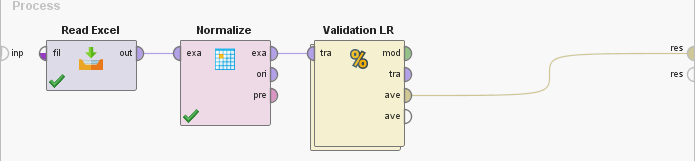 Process
Read Excel
Normalize
Validation LR
inp
fil
out
exa
exa
ori
pre
tra
%
mod
tra
ave
ave
res
res